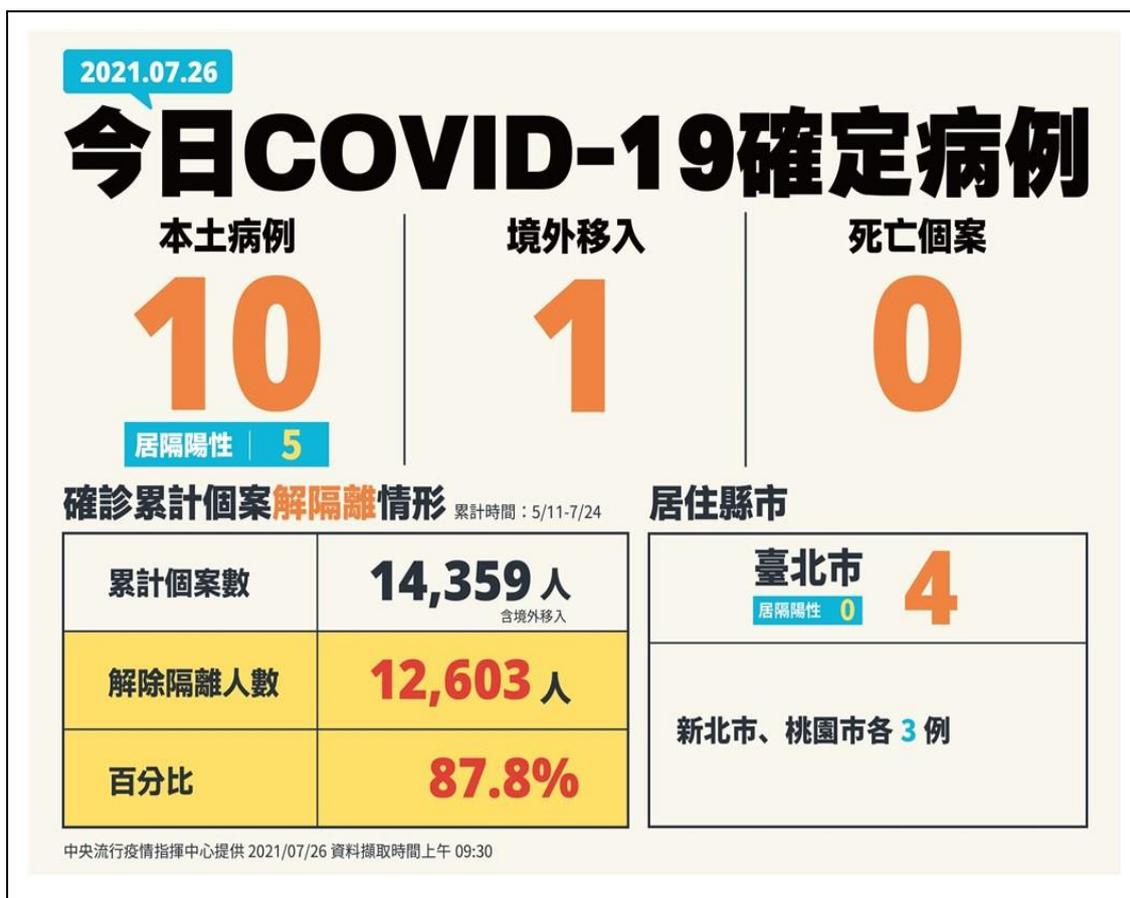 2021.07.26
今日COVID-19確定病例
本土病例
10
居隔陽性 5
境外移入
1
死亡個案
0
確診累計個案解隔離情形 累計時間：5/11-7/24
累計個案數 14,359 人
含境外移入
解除隔離人數 12,603 人
百分比 87.8%
居住縣市
臺北市 4
居隔陽性 0
新北市、桃園市各 3 例
中央流行疫情指揮中心提供 2021/07/26 資料擷取時間上午 09:30